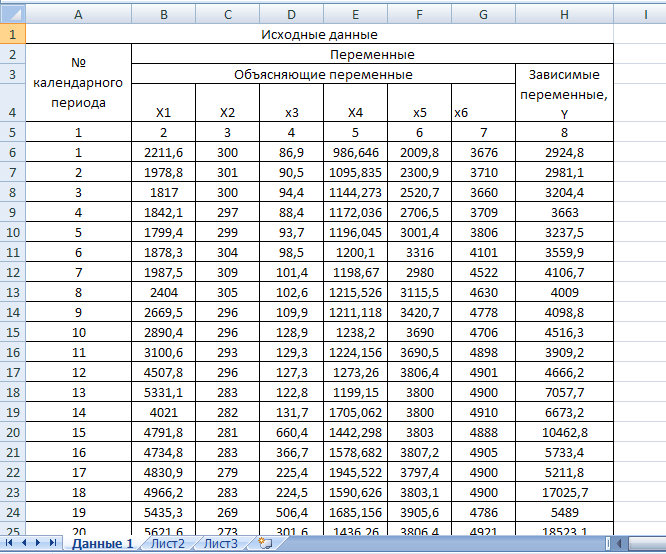 A B C D E F G H I
1 Исходные данные
2 Переменные
3 № календарного периода Объясняющие переменные Зависимые переменные, Y
4 X1 X2 x3 X4 x5 x6
5 1 2 3 4 5 6 7 8
6 1 2211,6 300 86,9 986,646 2009,8 3676 2924,8
7 2 1978,8 301 90,5 1095,835 2300,9 3710 2981,1
8 3 1817 300 94,4 1144,273 2520,7 3660 3204,4
9 4 1842,1 297 88,4 1172,036 2706,5 3709 3663
10 5 1799,4 299 93,7 1196,045 3001,4 3806 3237,5
11 6 1878,3 304 98,5 1200,1 3316 4101 3559,9
12 7 1987,5 309 101,4 1198,67 2980 4522 4106,7
13 8 2404 305 102,6 1215,526 3115,5 4630 4009
14 9 2669,5 296 109,9 1211,118 3420,7 4778 4098,8
15 10 2890,4 296 128,9 1238,2 3690 4706 4516,3
16 11 3100,6 293 129,3 1224,156 3690,5 4898 3909,2
17 12 4507,8 296 127,3 1273,26 3806,4 4901 4666,2
18 13 5331,1 283 122,8 1199,15 3800 4900 7057,7
19 14 4021 282 131,7 1705,062 3800 4910 6673,2
20 15 4791,8 281 660,4 1442,298 3803 4888 10462,8
21 16 4734,8 283 366,7 1578,682 3807,2 4905 5733,4
22 17 4830,9 279 225,4 1945,522 3797,4 4900 5211,8
23 18 4966,2 283 224,5 1590,626 3803,1 4900 17025,7
24 19 5435,3 269 506,4 1685,156 3905,6 4786 5489
25 20 5621,6 273 301,6 1436,26 3806,4 4921 18523,1
Данные 1 Лист2 Лист3